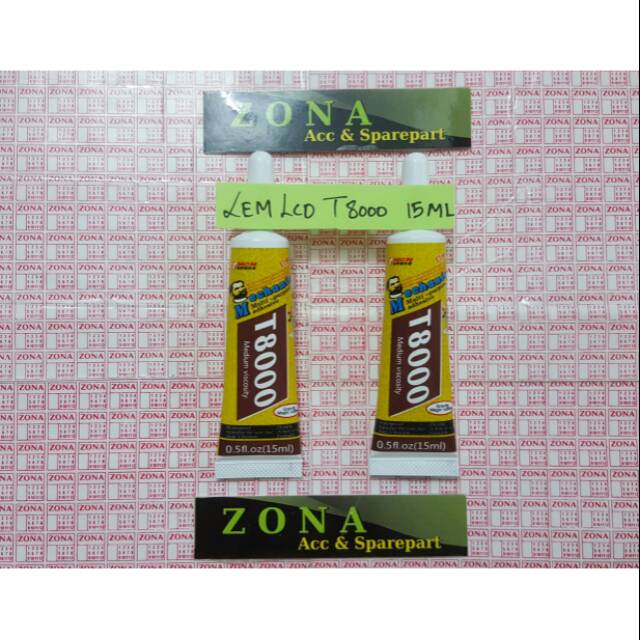 ZONA
Acc & Sparepart
LEM LCD T8000 15ML
Mechanic
T8000
Medium viscosity
0.5fl.oz(15ml)
Mechanic
T8000
Medium viscosity
0.5fl.oz(15ml)
ZONA
Acc & Sparepart